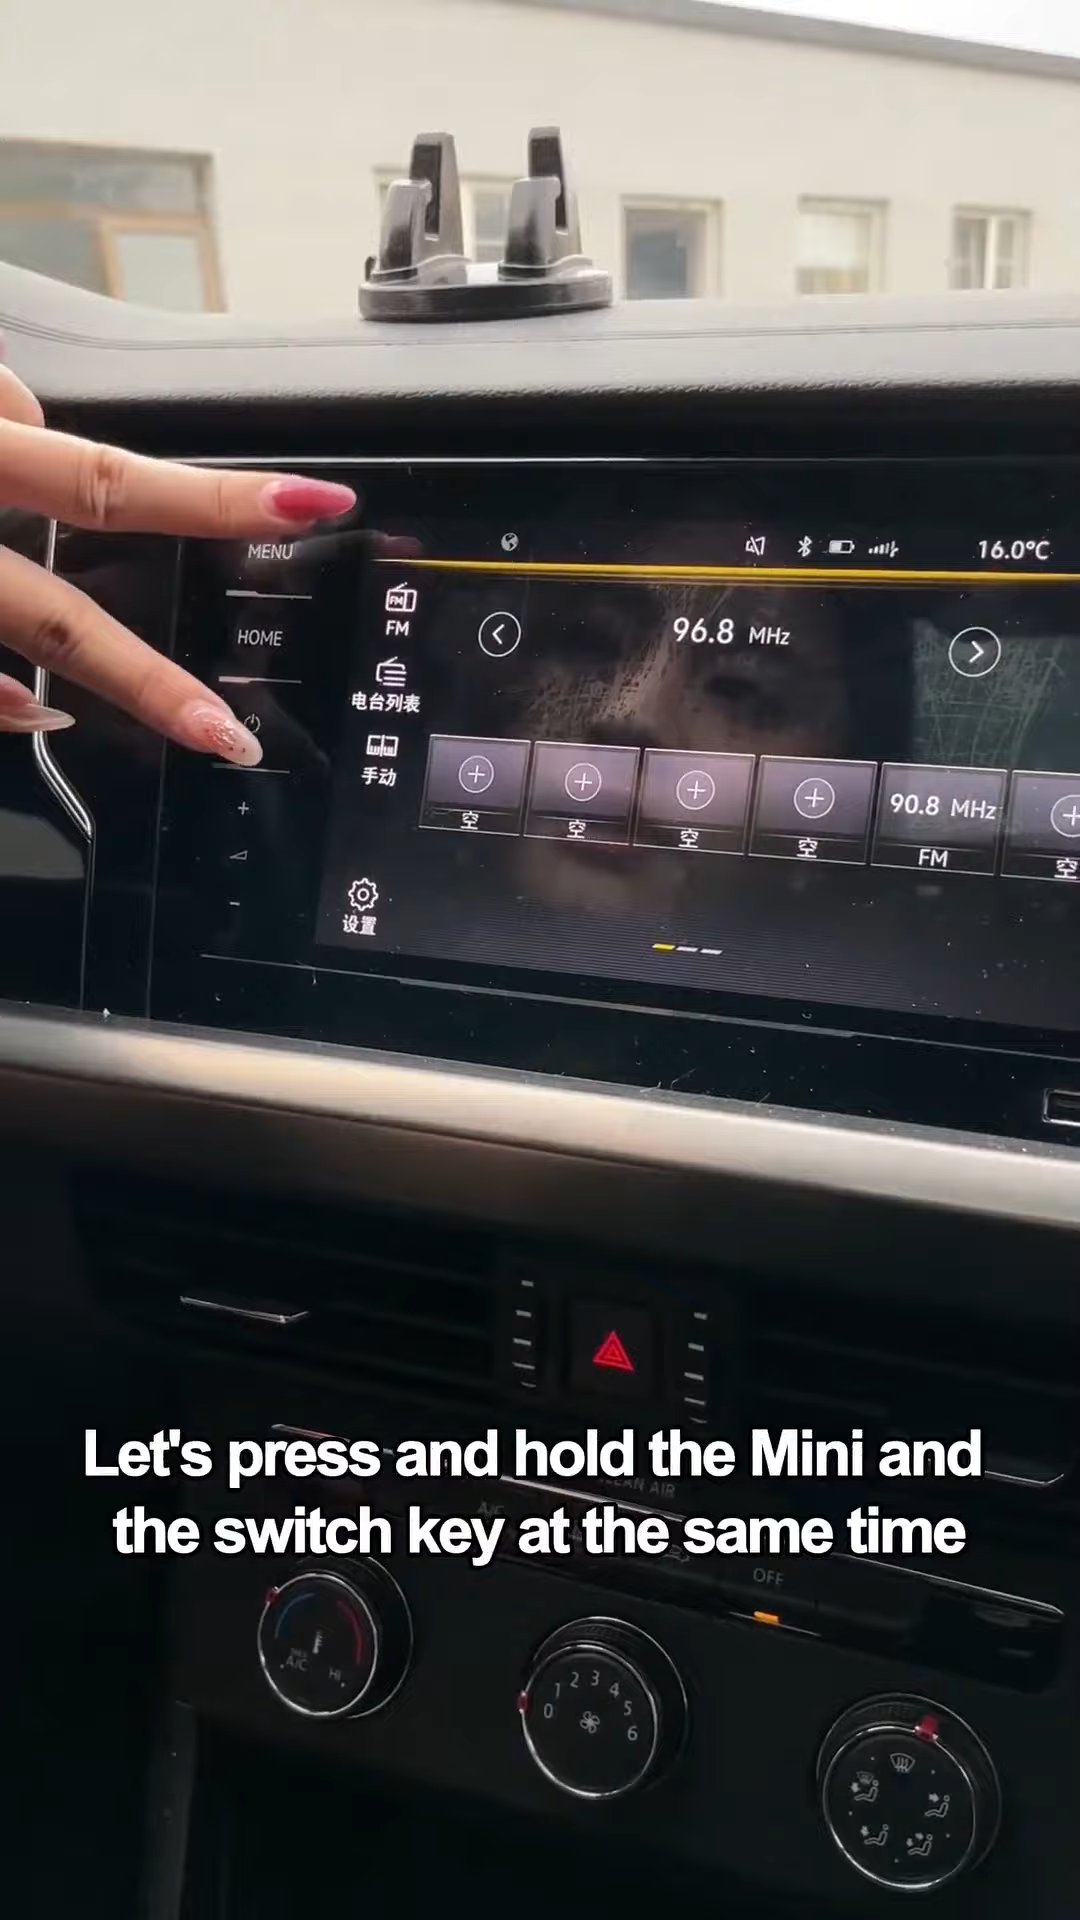 MENU
16.0°C
FM
FM
96.8 MHz
HOME
电台列表
手动
90.8 MHz
空
空
空
空
FM
空
设置
Let's press and hold the Mini and
the switch key at the same time
CLEAN AIR
A/C
OFF
A/C
HI
0 1 2 3 4 5 6